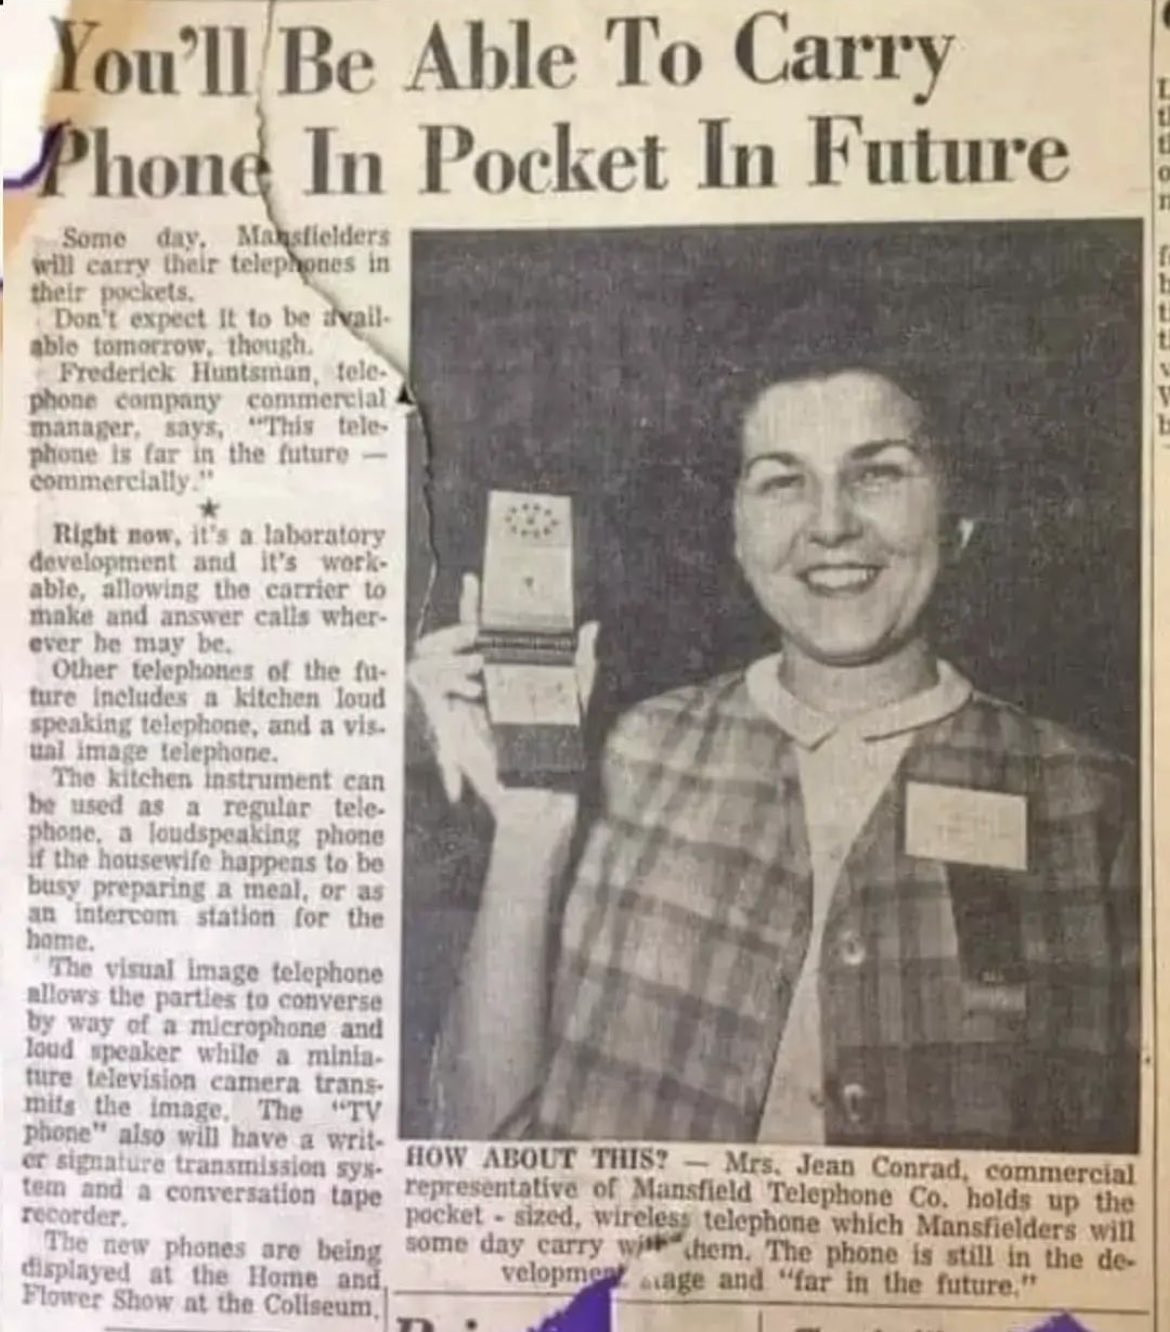 You'll Be Able To Carry
Phone In Pocket In Future
Some day, Mansfielders
will carry their telephones in
their pockets.
Don't expect it to be avail-
able tomorrow, though.
Frederick Huntsman, tele-
phone company commercial
manager, says, "This tele-
phone is far in the future —
commercially."
★
Right now, it's a laboratory
development and it's work-
able, allowing the carrier to
make and answer calls wher-
ever he may be.
Other telephones of the fu-
ture includes a kitchen loud
speaking telephone, and a vis-
ual image telephone.
The kitchen instrument can
be used as a regular tele-
phone, a loudspeaking phone
if the housewife happens to be
busy preparing a meal, or as
an intercom station for the
home.
The visual image telephone
allows the parties to converse
by way of a microphone and
loud speaker while a minia-
ture television camera trans-
mits the image. The "TV
phone" also will have a writ-
er signature transmission sys-
tem and a conversation tape
recorder.
The new phones are being
displayed at the Home and
Flower Show at the Coliseum.
HOW ABOUT THIS? — Mrs. Jean Conrad, commercial
representative of Mansfield Telephone Co. holds up the
pocket - sized, wireless telephone which Mansfielders will
some day carry with them. The phone is still in the de-
velopment stage and "far in the future."